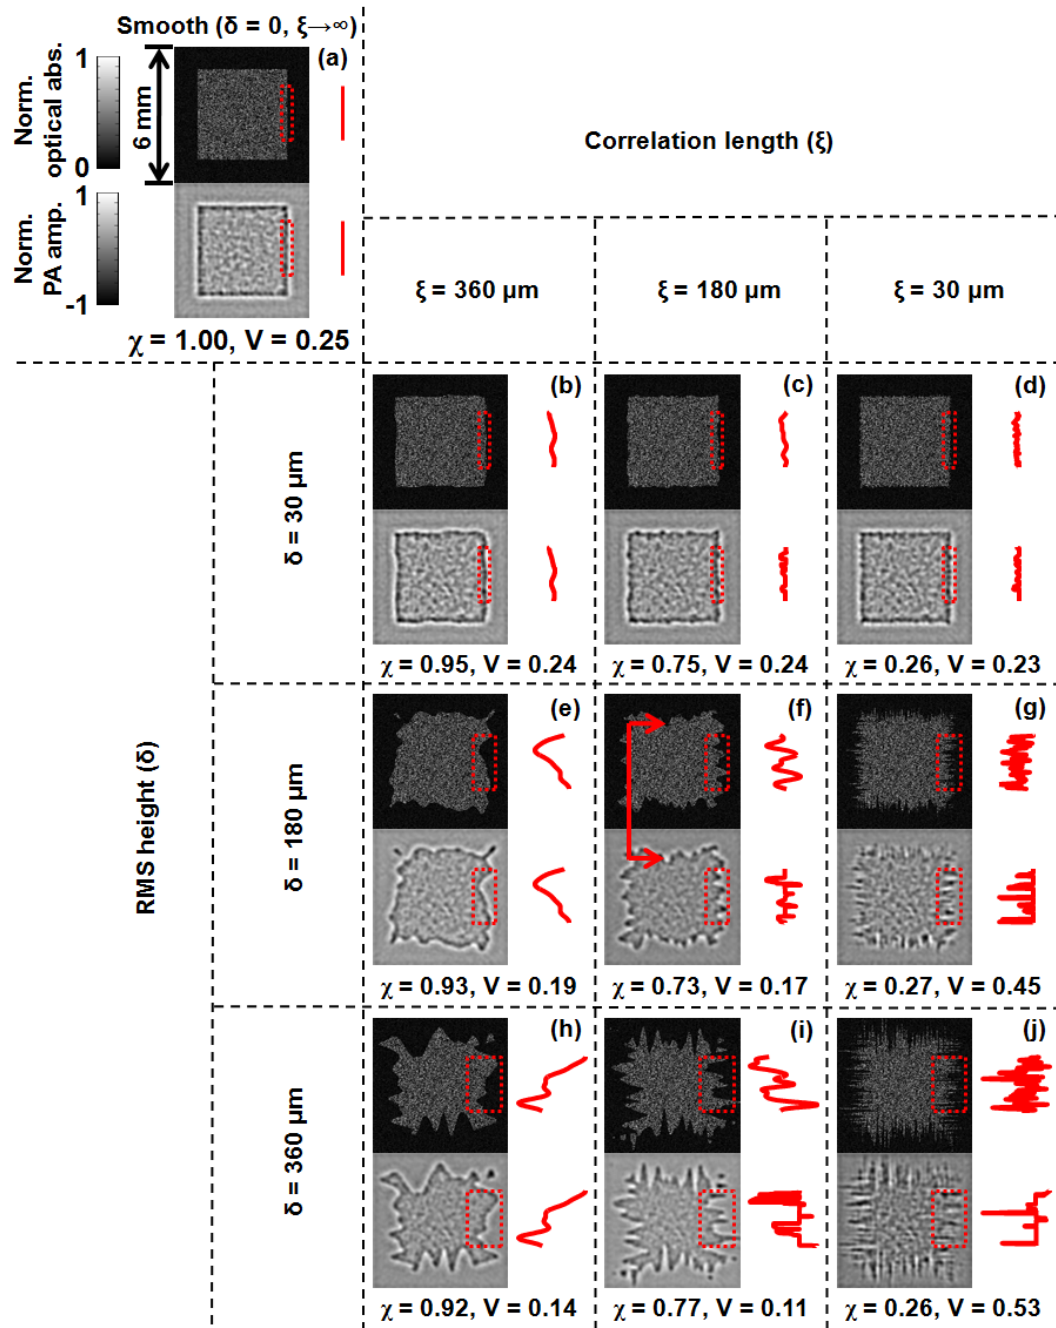 Smooth (δ = 0, ξ→∞)
(a)
1
Norm.
optical abs.
0
6 mm
1
Norm.
PA amp.
-1
χ = 1.00, V = 0.25
Correlation length (ξ)
ξ = 360 μm
ξ = 180 μm
ξ = 30 μm
RMS height (δ)
δ = 30 μm
(b)
χ = 0.95, V = 0.24
(c)
χ = 0.75, V = 0.24
(d)
χ = 0.26, V = 0.23
δ = 180 μm
(e)
χ = 0.93, V = 0.19
(f)
χ = 0.73, V = 0.17
(g)
χ = 0.27, V = 0.45
δ = 360 μm
(h)
χ = 0.92, V = 0.14
(i)
χ = 0.77, V = 0.11
(j)
χ = 0.26, V = 0.53